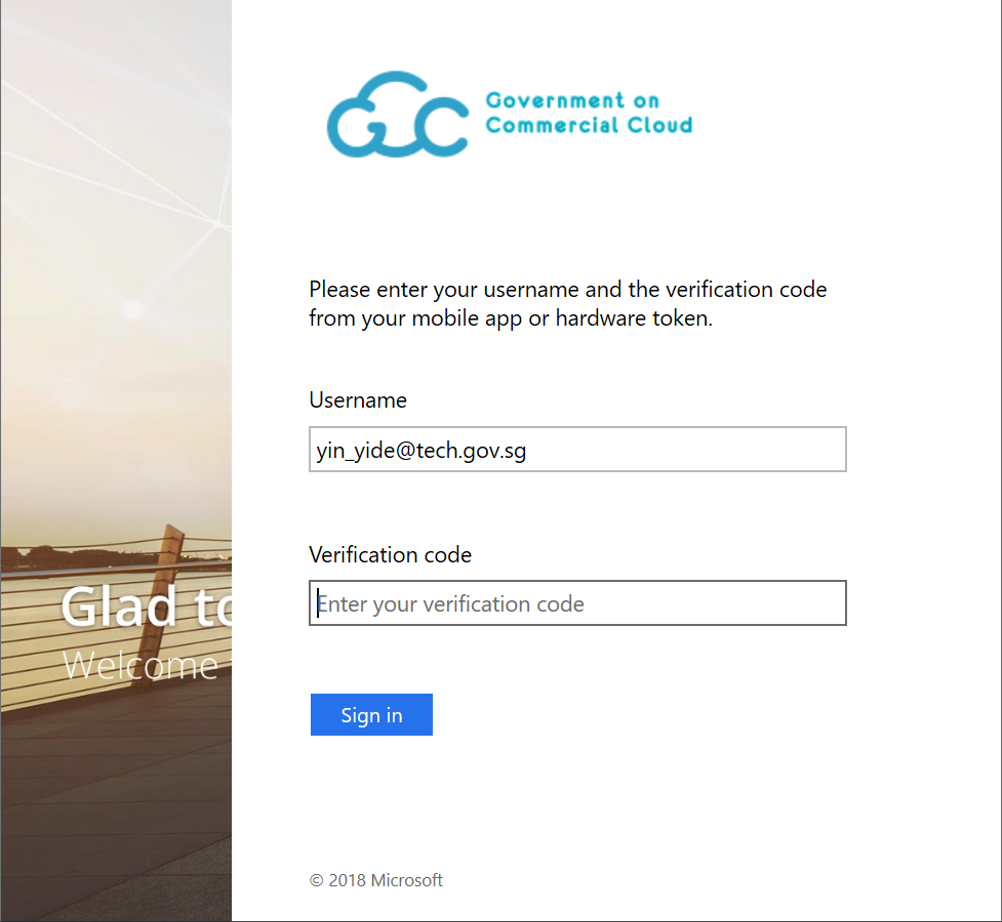 GCC
Government on
Commercial Cloud
Please enter your username and the verification code
from your mobile app or hardware token.
Username
yin_yide@tech.gov.sg
Verification code
Enter your verification code
Sign in
© 2018 Microsoft
Glad to
Welcome